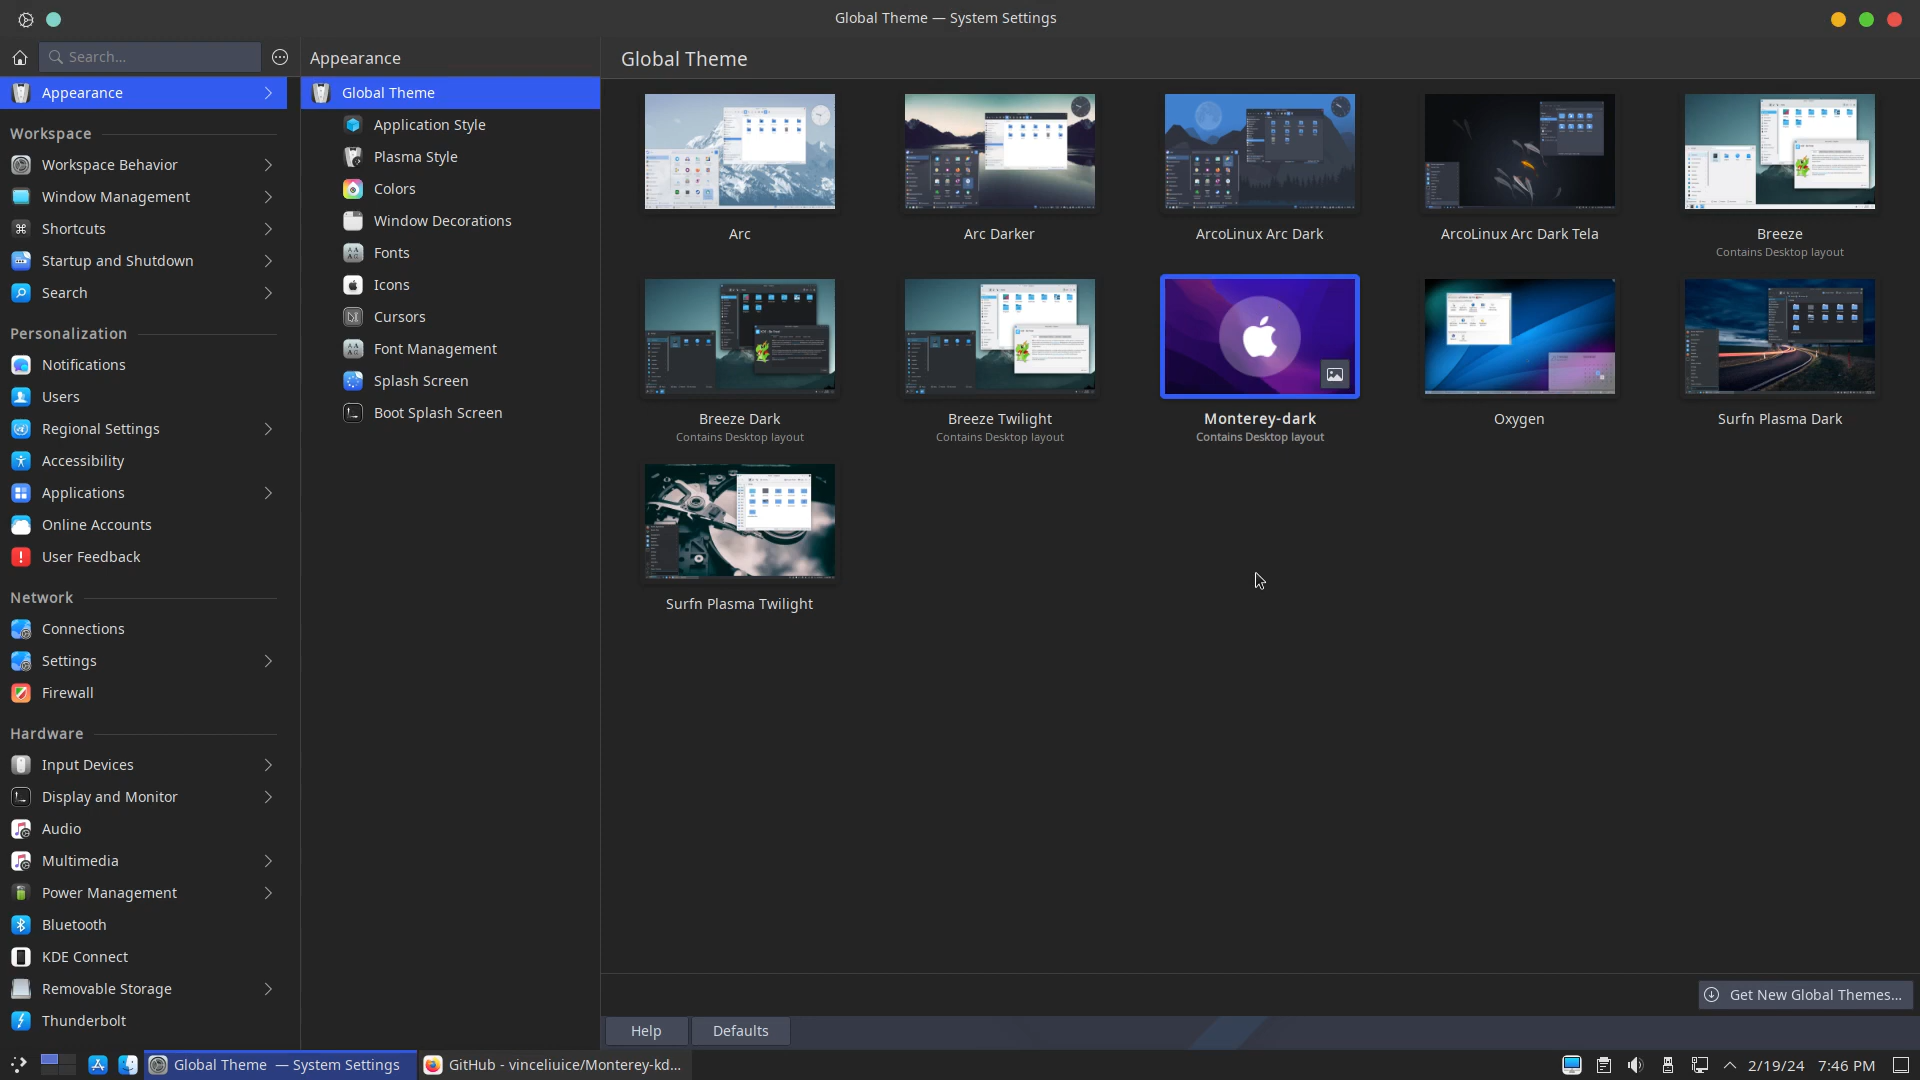 Global Theme — System Settings
Search...
Appearance
Workspace
Workspace Behavior
Window Management
Shortcuts
Startup and Shutdown
Search
Personalization
Notifications
Users
Regional Settings
Accessibility
Applications
Online Accounts
User Feedback
Network
Connections
Settings
Firewall
Hardware
Input Devices
Display and Monitor
Audio
Multimedia
Power Management
Bluetooth
KDE Connect
Removable Storage
Thunderbolt
Appearance
Global Theme
Application Style
Plasma Style
Colors
Window Decorations
Fonts
Icons
Cursors
Font Management
Splash Screen
Boot Splash Screen
Global Theme
Arc
Arc Darker
ArcoLinux Arc Dark
ArcoLinux Arc Dark Tela
Breeze
Contains Desktop layout
Breeze Dark
Contains Desktop layout
Breeze Twilight
Contains Desktop layout
Monterey-dark
Contains Desktop layout
Oxygen
Surfn Plasma Dark
Surfn Plasma Twilight
Get New Global Themes...
Help
Defaults
Global Theme — System Settings
GitHub - vinceliuice/Monterey-kd...
2/19/24
7:46 PM